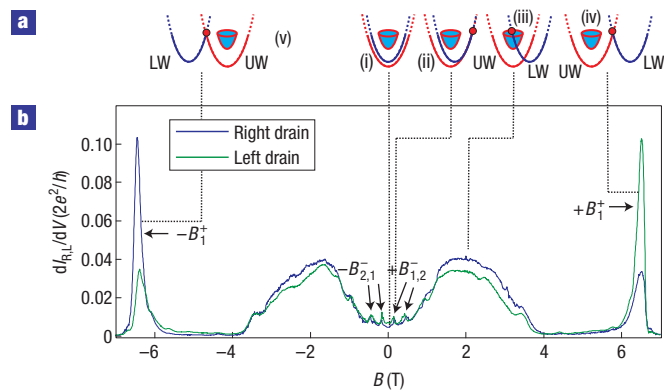 a
(v)
(iii)
(iv)
LW UW
(i)
(ii)
UW LW
UW LW
b
Right drain
Left drain
dI_R,L/dV (2e²/ħ)
0.10
0.08
0.06
0.04
0.02
0
−B₁⁺
+B₁⁺
−B⁻₂,₁
+B⁻₁,₂
−6 −4 −2 0 2 4 6
B (T)